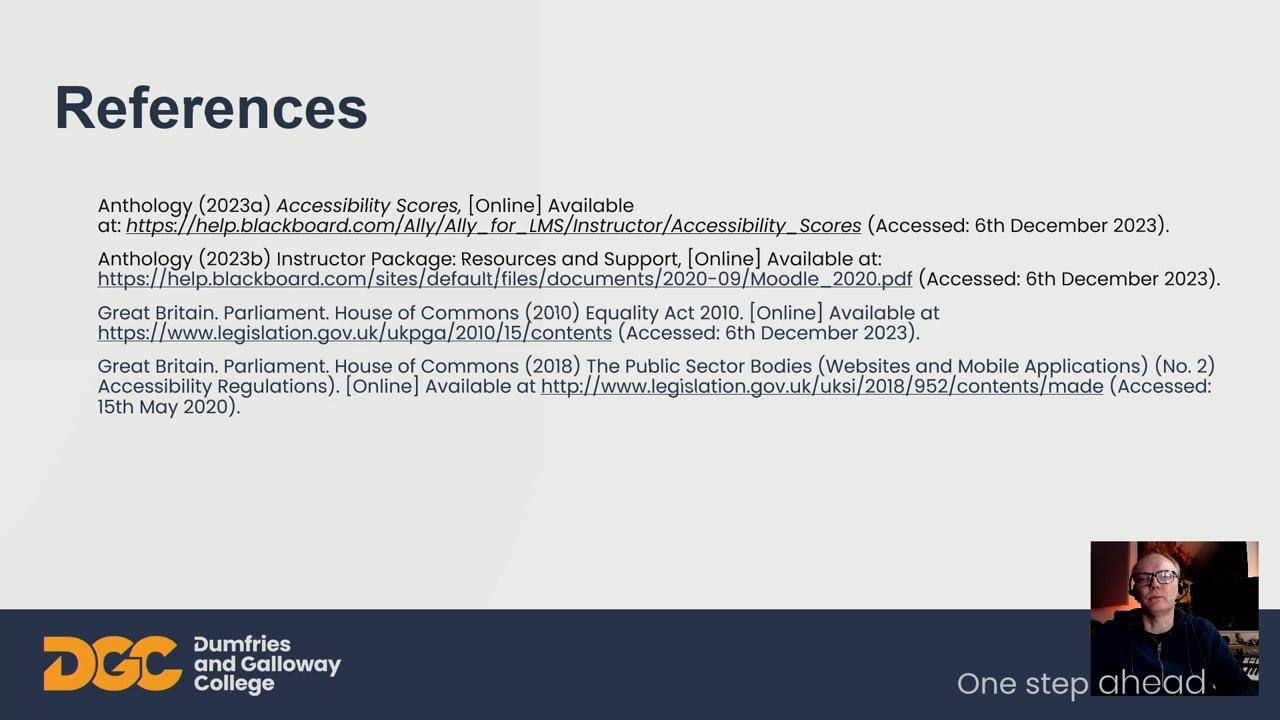 References
Anthology (2023a) Accessibility Scores, [Online] Available
at: https://help.blackboard.com/Ally/Ally_for_LMS/Instructor/Accessibility_Scores (Accessed: 6th December 2023).
Anthology (2023b) Instructor Package: Resources and Support, [Online] Available at:
https://help.blackboard.com/sites/default/files/documents/2020-09/Moodle_2020.pdf (Accessed: 6th December 2023).
Great Britain. Parliament. House of Commons (2010) Equality Act 2010. [Online] Available at
https://www.legislation.gov.uk/ukpga/2010/15/contents (Accessed: 6th December 2023).
Great Britain. Parliament. House of Commons (2018) The Public Sector Bodies (Websites and Mobile Applications) (No. 2)
Accessibility Regulations). [Online] Available at http://www.legislation.gov.uk/uksi/2018/952/contents/made (Accessed:
15th May 2020).
DGC
Dumfries
and Galloway
College
One step ahead